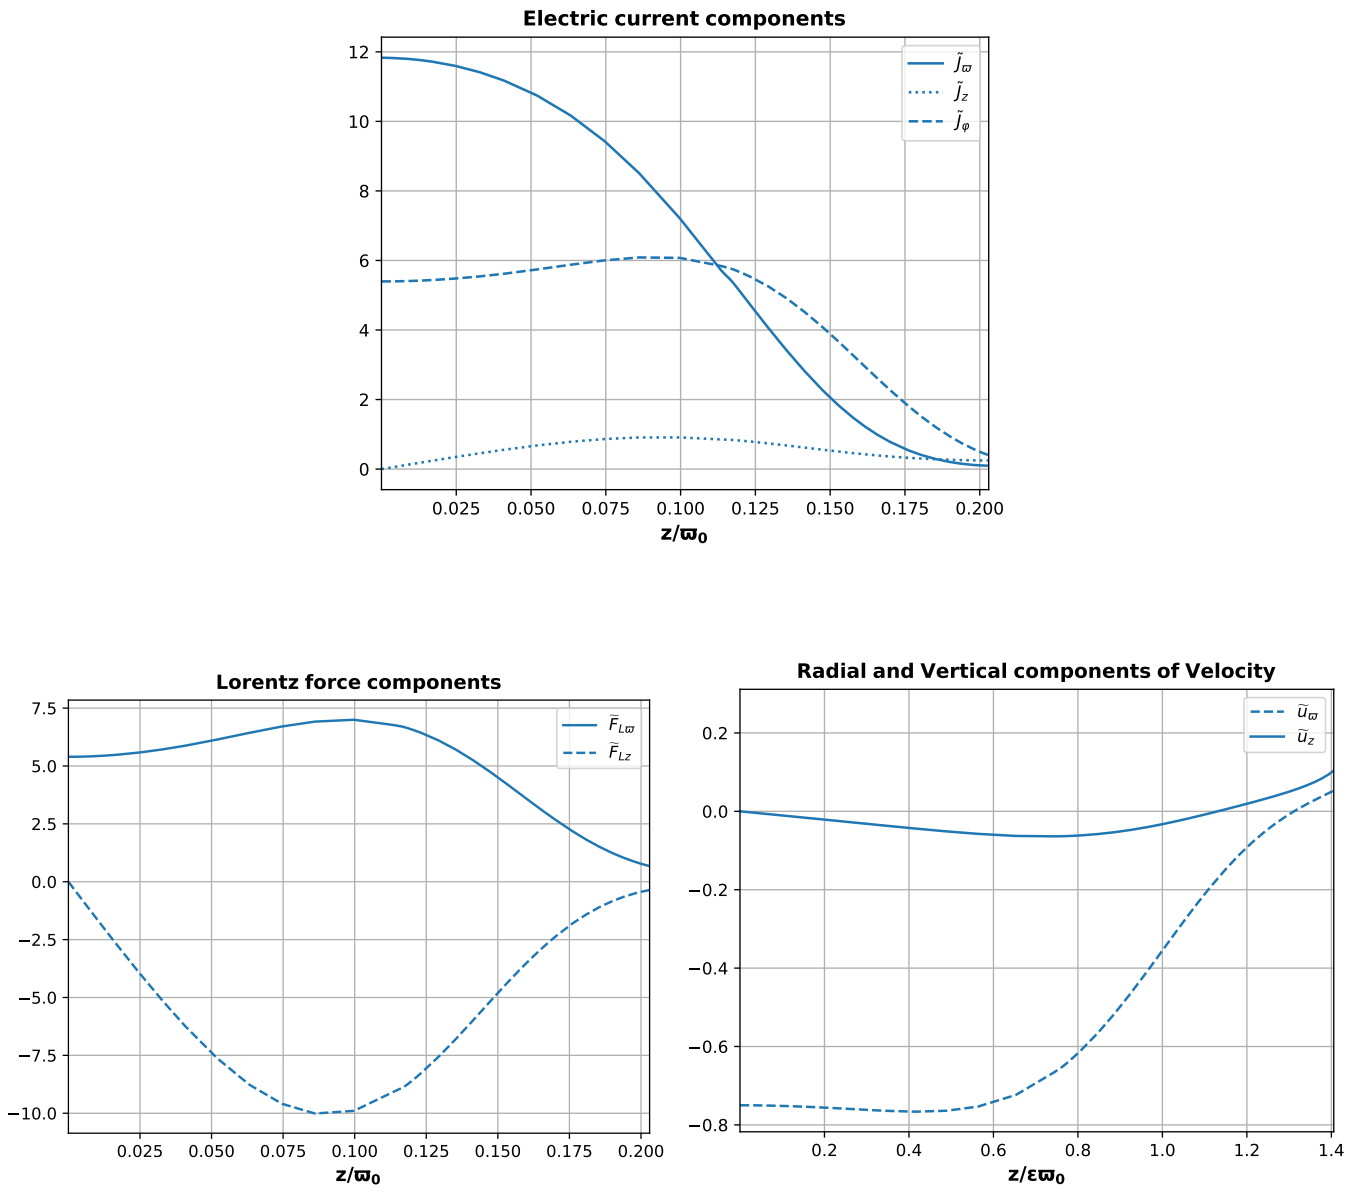 Electric current components
12
10
8
6
4
2
0
J̃ϖ
J̃z
J̃φ
0.025 0.050 0.075 0.100 0.125 0.150 0.175 0.200
z/ϖ₀
Lorentz force components
7.5
5.0
2.5
0.0
−2.5
−5.0
−7.5
−10.0
F̃Lϖ
F̃Lz
0.025 0.050 0.075 0.100 0.125 0.150 0.175 0.200
z/ϖ₀
Radial and Vertical components of Velocity
0.2
0.0
−0.2
−0.4
−0.6
−0.8
ũϖ
ũz
0.2 0.4 0.6 0.8 1.0 1.2 1.4
z/εϖ₀